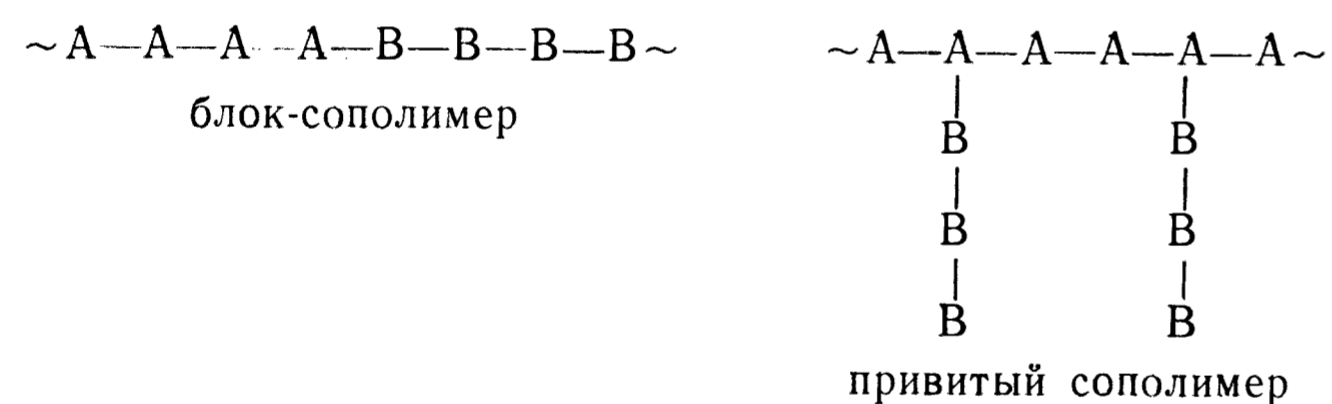 ~A—A—A--A—B—B—B—B~
блок-сополимер
~A—A—A—A—A—A~
B B
B B
B B
привитый сополимер